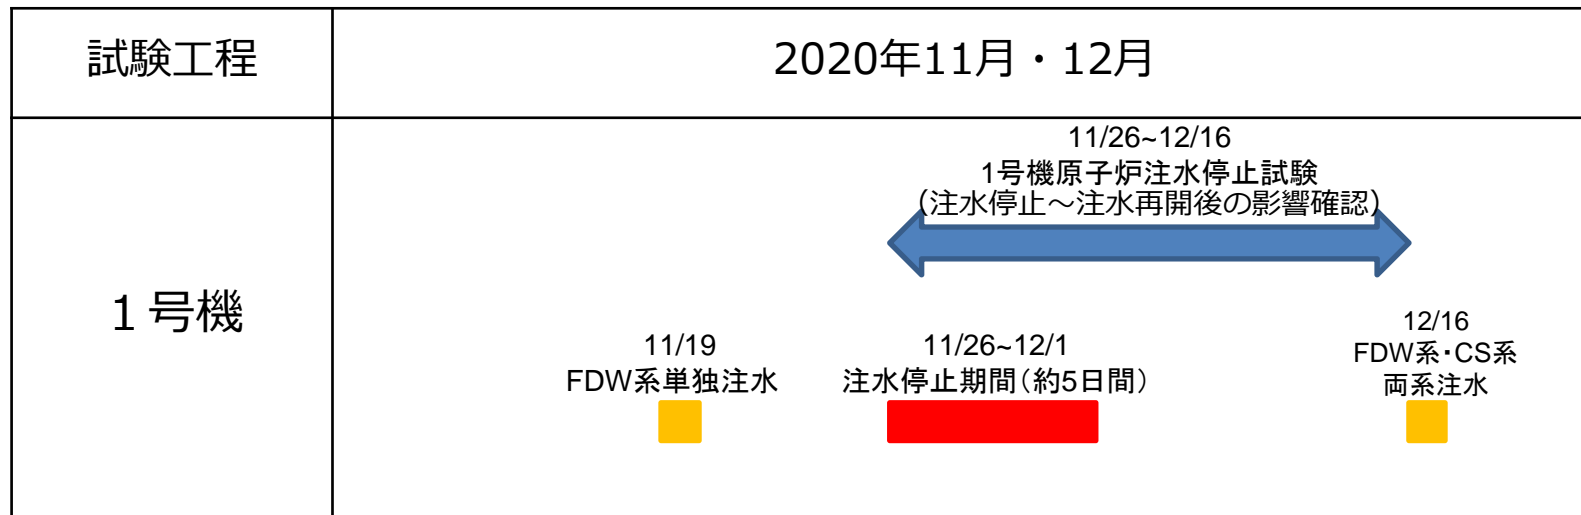 試験工程
2020年11月・12月
11/26~12/16
1号機原子炉注水停止試験
（注水停止～注水再開後の影響確認）
１号機
11/19
FDW系単独注水
11/26~12/1
注水停止期間（約5日間）
12/16
FDW系・CS系
両系注水